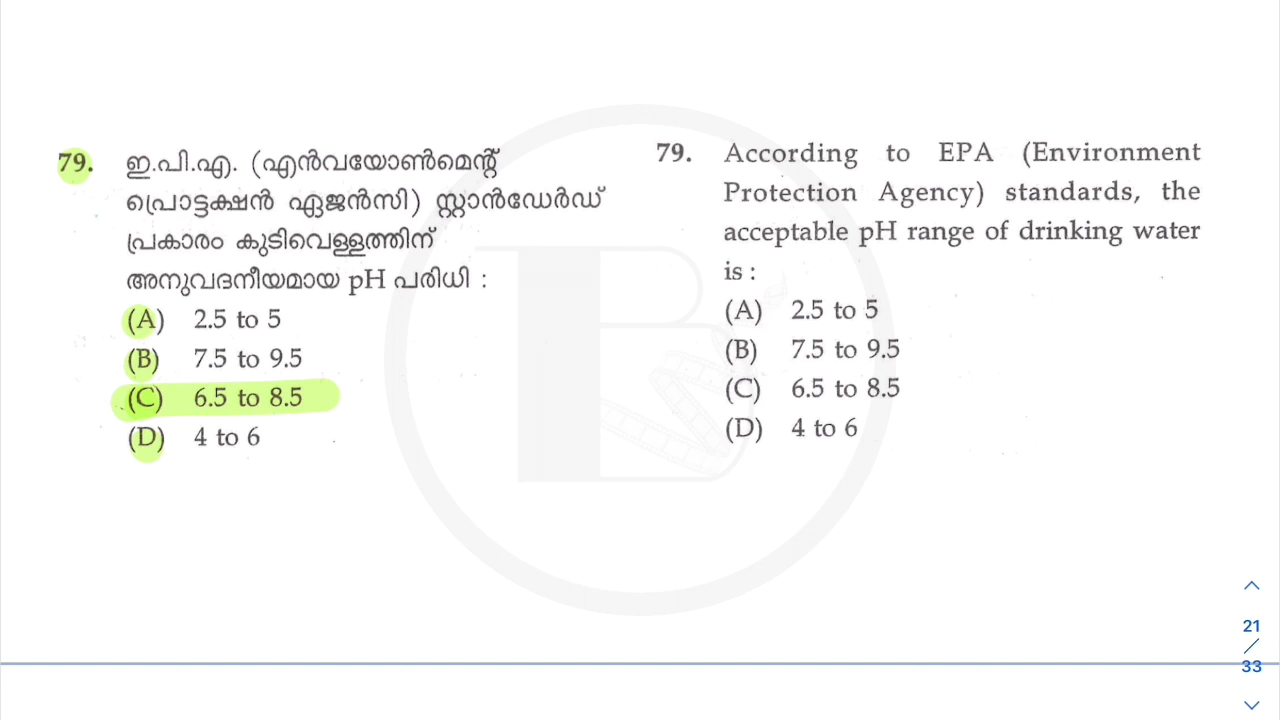 79. ഇ.പി.എ. (എൻവയോൺമെന്റ്
പ്രൊട്ടക്ഷൻ ഏജൻസി) സ്റ്റാൻഡേർഡ്
പ്രകാരം കുടിവെള്ളത്തിന്
അനുവദനീയമായ pH പരിധി :
(A) 2.5 to 5
(B) 7.5 to 9.5
(C) 6.5 to 8.5
(D) 4 to 6
79. According to EPA (Environment
Protection Agency) standards, the
acceptable pH range of drinking water
is :
(A) 2.5 to 5
(B) 7.5 to 9.5
(C) 6.5 to 8.5
(D) 4 to 6
21
/
33